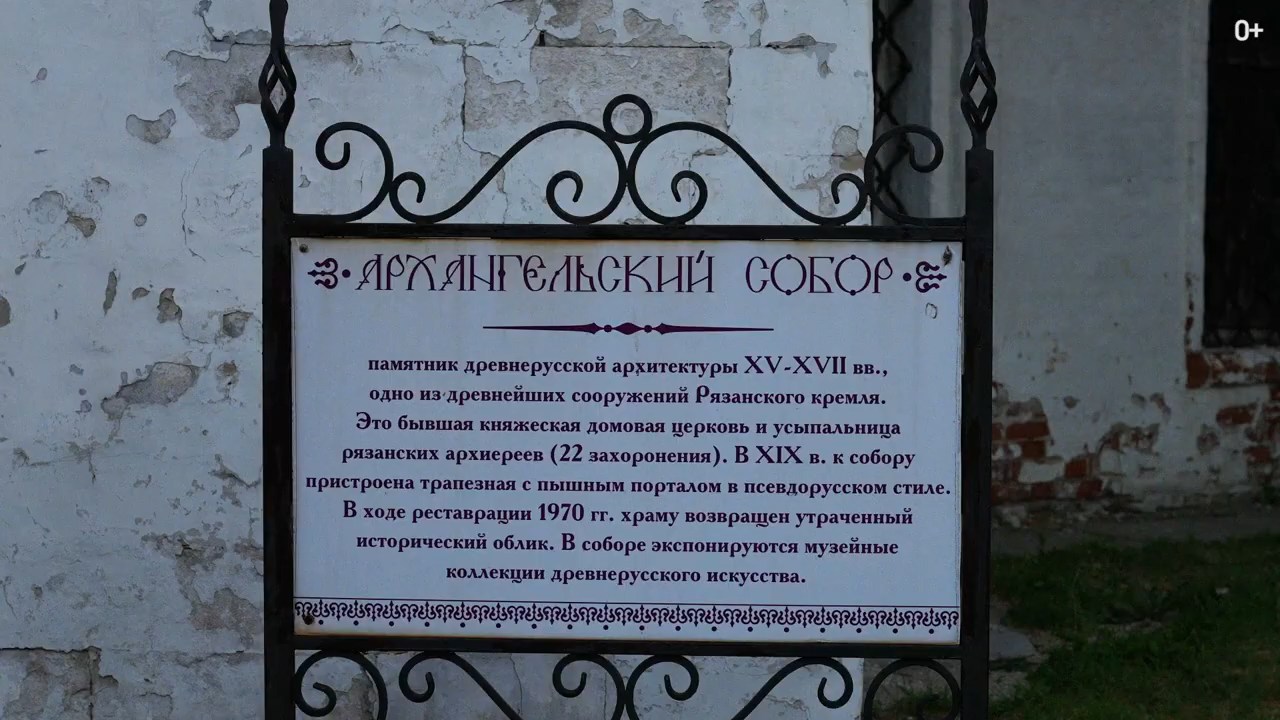 0+
АРХАНГЕЛЬСКИЙ СОБОР
памятник древнерусской архитектуры XV-XVII вв.,
одно из древнейших сооружений Рязанского кремля.
Это бывшая княжеская домовая церковь и усыпальница
рязанских архиереев (22 захоронения). В XIX в. к собору
пристроена трапезная с пышным порталом в псевдорусском стиле.
В ходе реставрации 1970 гг. храму возвращен утраченный
исторический облик. В соборе экспонируются музейные
коллекции древнерусского искусства.